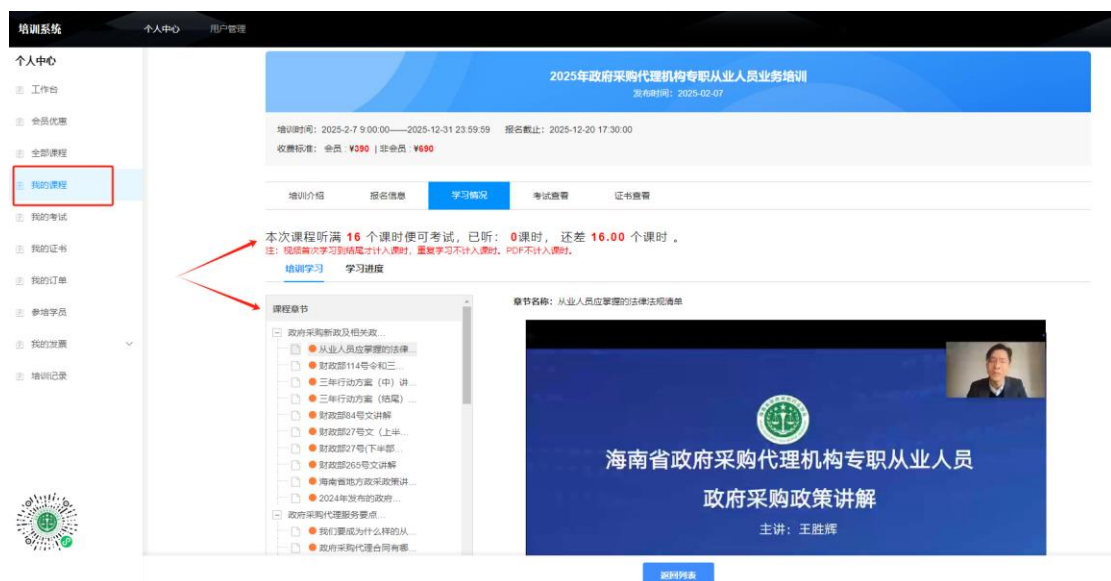 培训系统
个人中心
用户管理
个人中心
工作台
会员优惠
全部课程
我的课程
我的考试
我的证书
我的订单
参培学员
我的发票
培训记录
2025年政府采购代理机构专职从业人员业务培训
发布时间：2025-02-07
培训时间：2025-2-7 9:00:00——2025-12-31 23:59:59 报名截止：2025-12-20 17:30:00
收费标准： 会员：¥390 | 非会员：¥690
培训介绍
报名信息
学习情况
考试查看
证书查看
本次课程听满 16 个课时便可考试，已听： 0课时， 还差 16.00 个课时 。
注：视频首次学习到结尾才计入课时，重复学习不计入课时。PDF不计入课时。
培训学习
学习进度
课程章节
政府采购新政及相关政...
从业人员应掌握的法律...
财政部114号令和三...
三年行动方案（中）讲...
三年行动方案（结尾）...
财政部84号文讲解
财政部27号文（上半...
财政部27号(下半部...
财政部265号文讲解
海南省地方政采政策讲...
2024年发布的政府...
政府采购代理服务要点...
我们要成为什么样的从...
政府采购代理合同有哪...
章节名称：从业人员应掌握的法律法规清单
海南省政府采购代理机构专职从业人员
政府采购政策讲解
主讲：王胜辉
返回列表